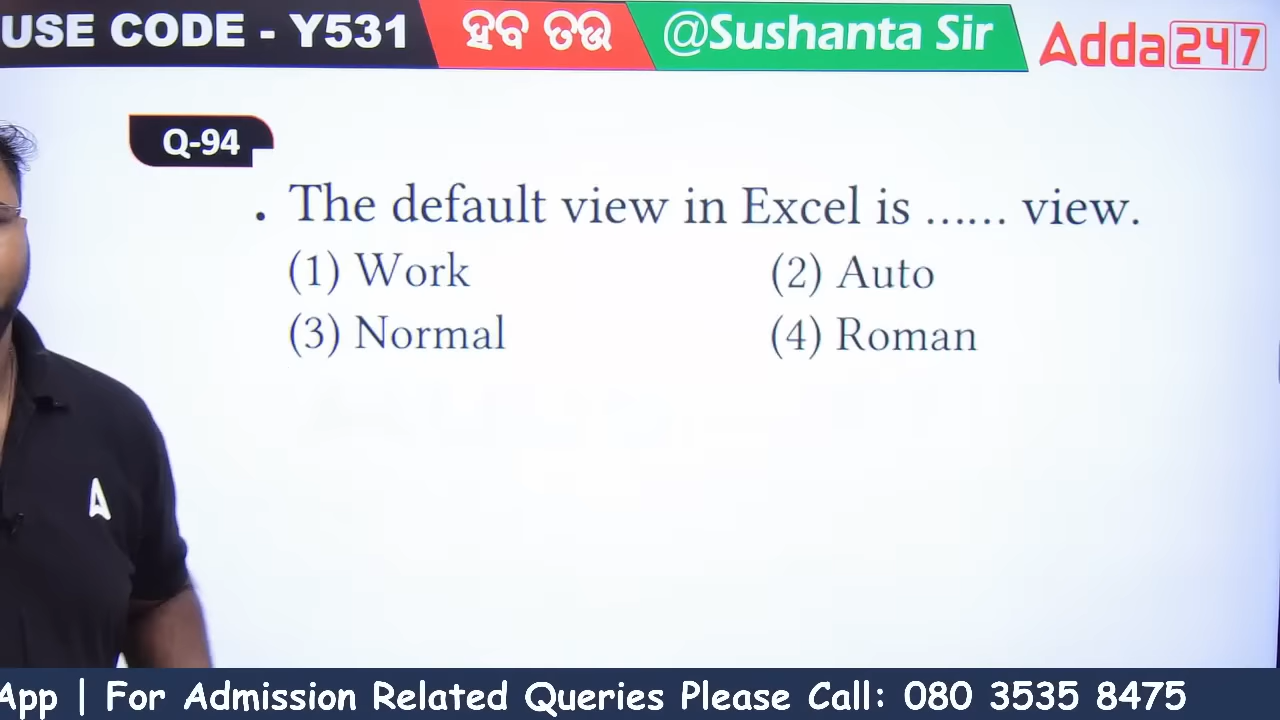 USE CODE - Y531 ହବ ତଉ @Sushanta Sir Adda247
Q-94
. The default view in Excel is ...... view.
(1) Work (2) Auto
(3) Normal (4) Roman
App | For Admission Related Queries Please Call: 080 3535 8475